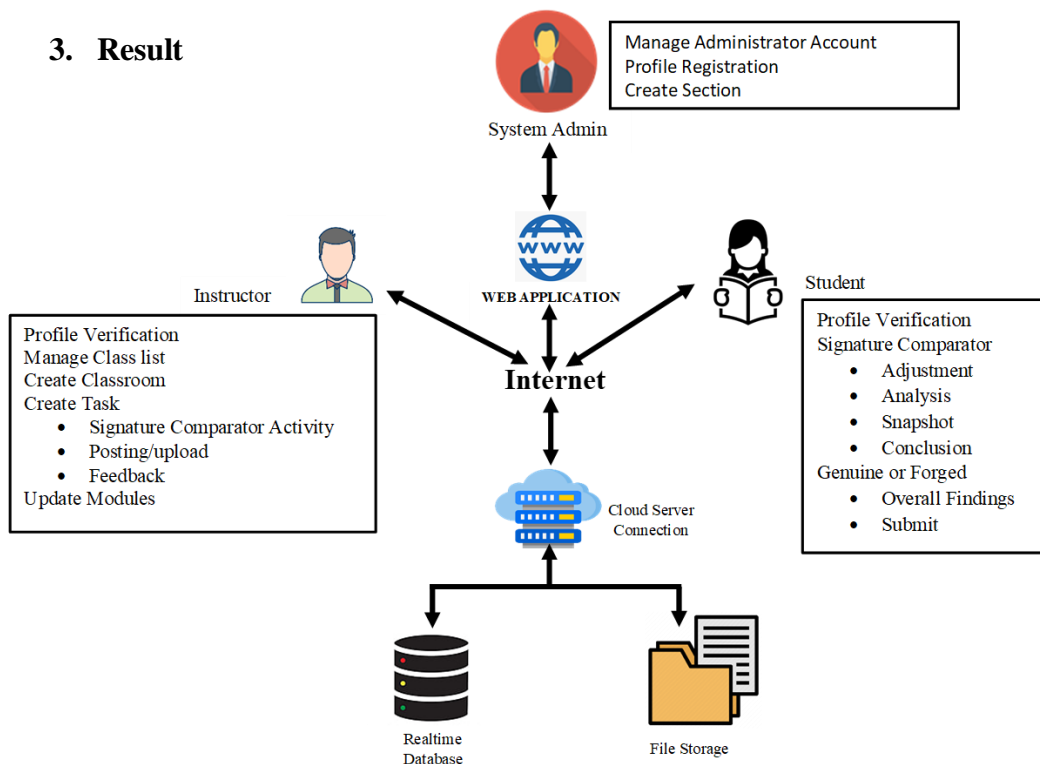 3. Result
Manage Administrator Account
Profile Registration
Create Section
System Admin
WWW
WEB APPLICATION
Instructor
Student
Profile Verification
Manage Class list
Create Classroom
Create Task
• Signature Comparator Activity
• Posting/upload
• Feedback
Update Modules
Internet
Profile Verification
Signature Comparator
• Adjustment
• Analysis
• Snapshot
• Conclusion
Genuine or Forged
• Overall Findings
• Submit
Cloud Server
Connection
Realtime
Database
File Storage